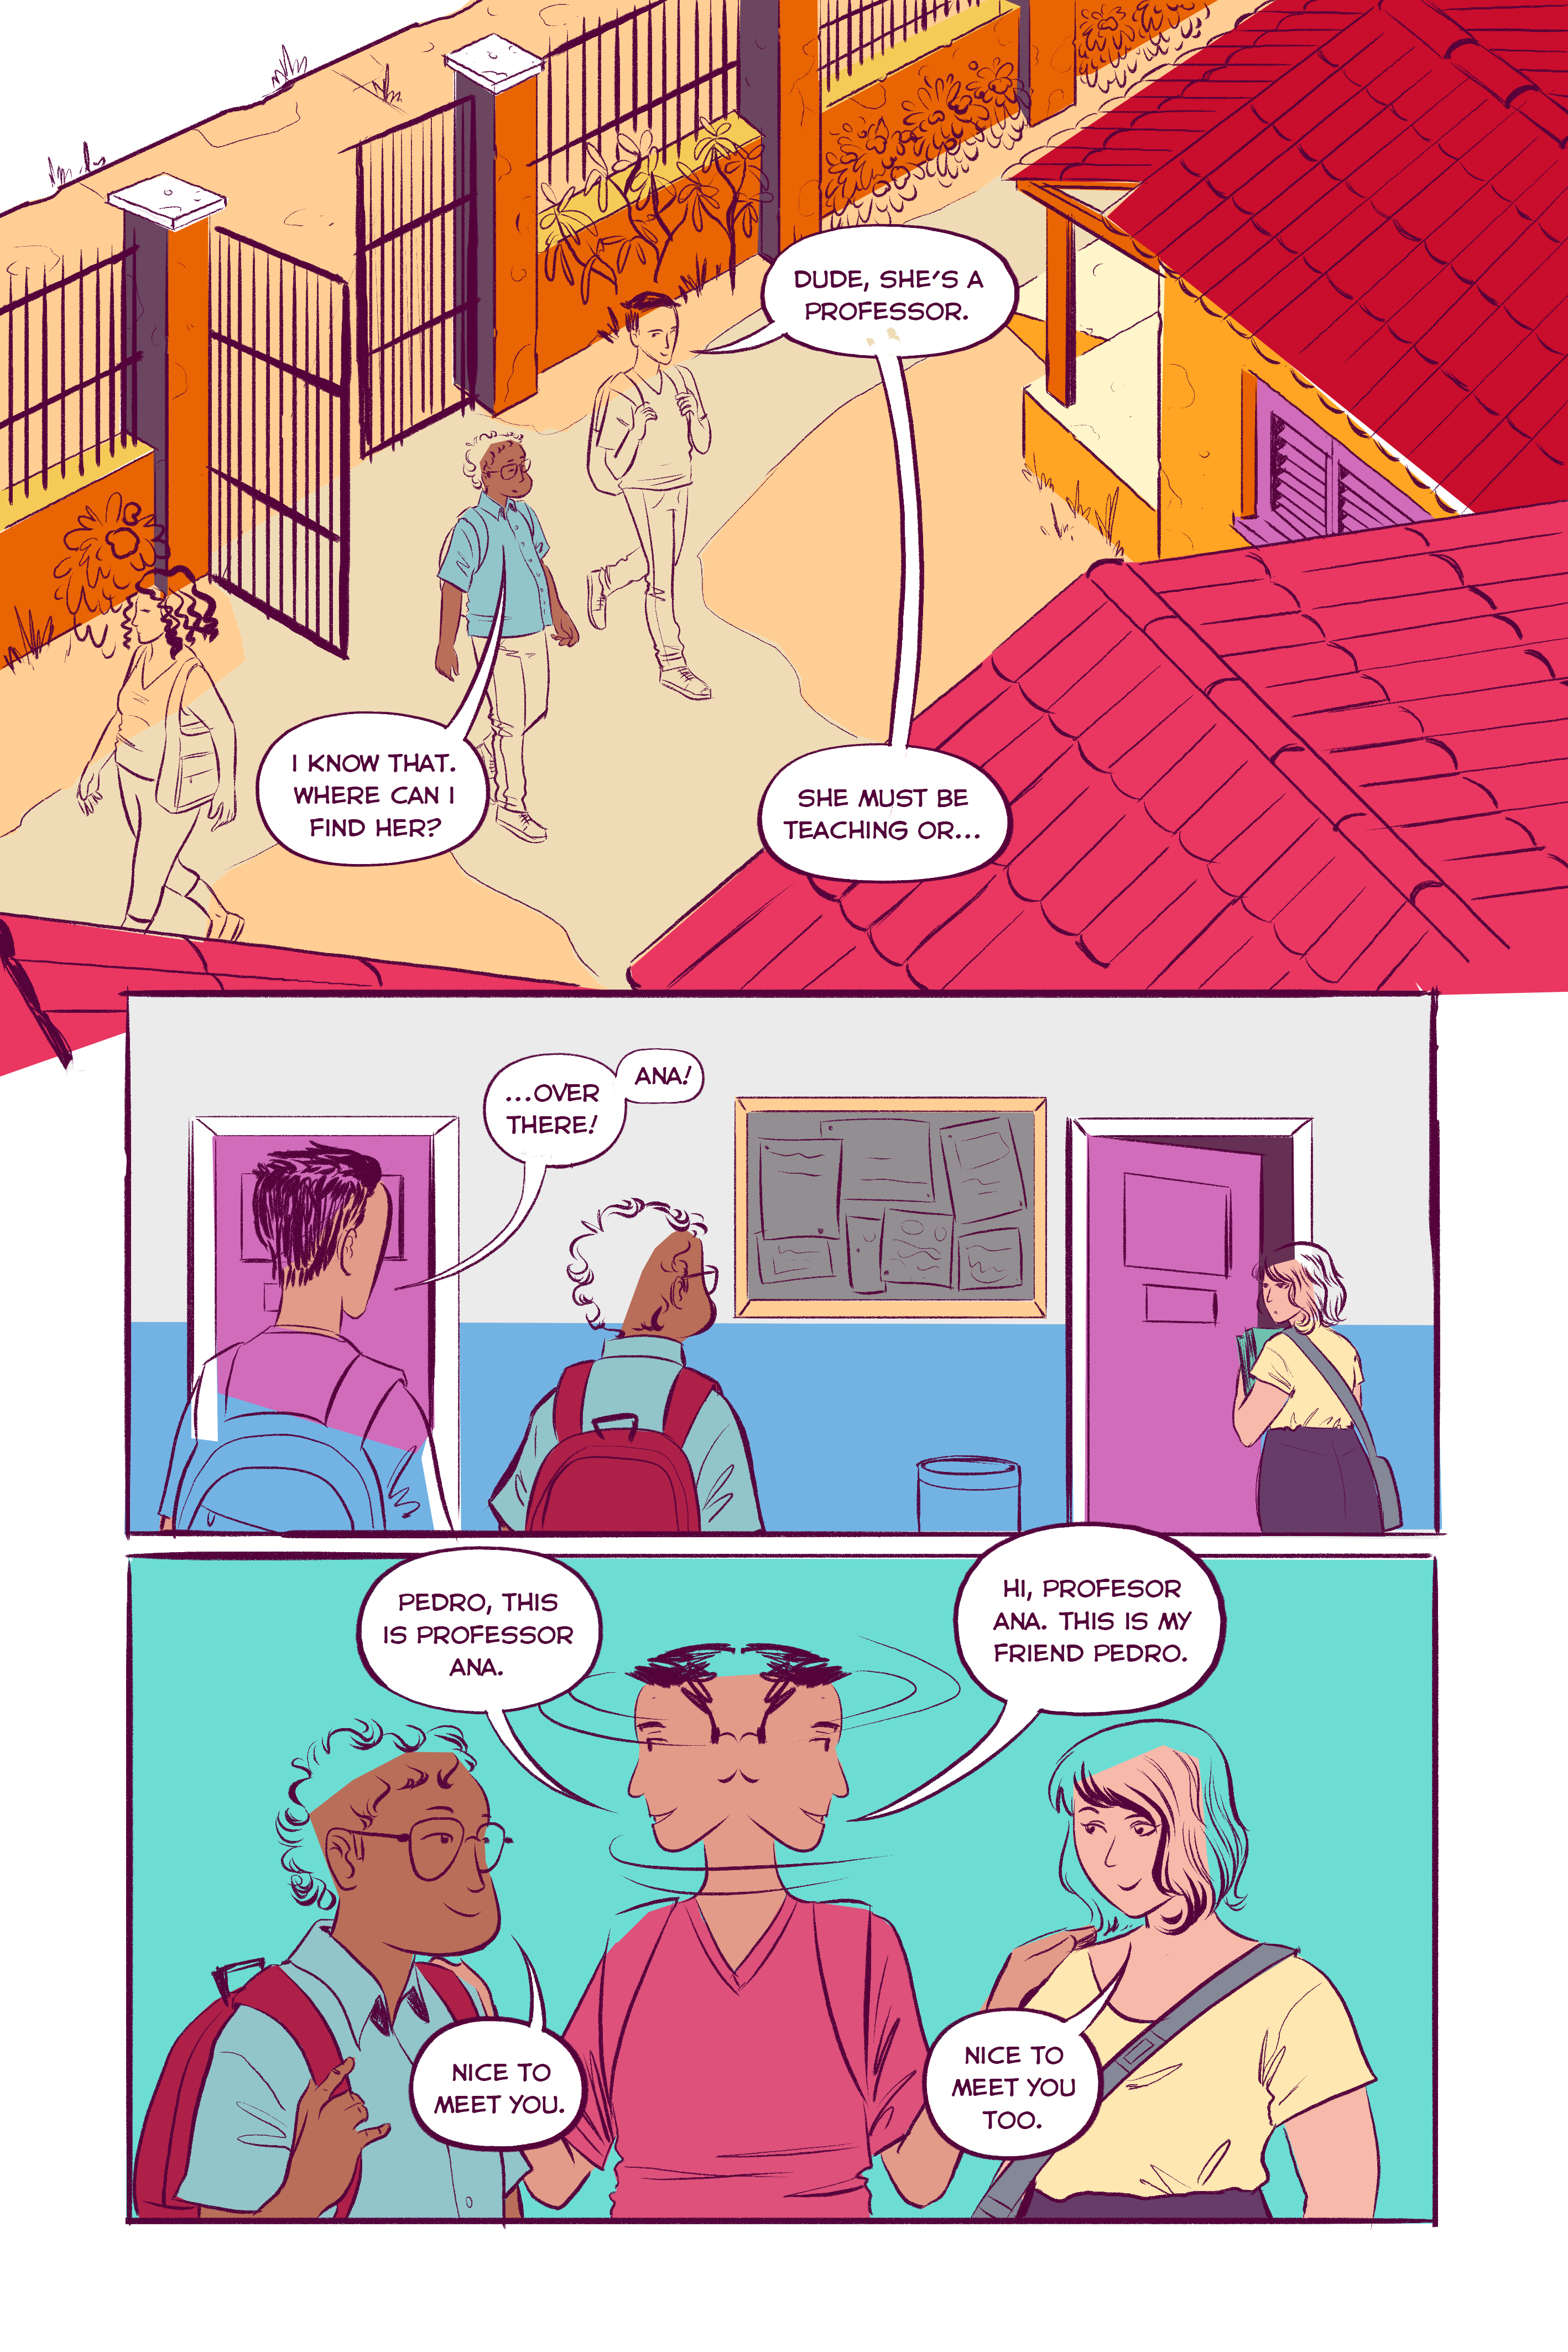 DUDE, SHE'S A
PROFESSOR.
I KNOW THAT.
WHERE CAN I
FIND HER?
SHE MUST BE
TEACHING OR...
...OVER
THERE!
ANA!
PEDRO, THIS
IS PROFESSOR
ANA.
HI, PROFESOR
ANA. THIS IS MY
FRIEND PEDRO.
NICE TO
MEET YOU.
NICE TO
MEET YOU
TOO.